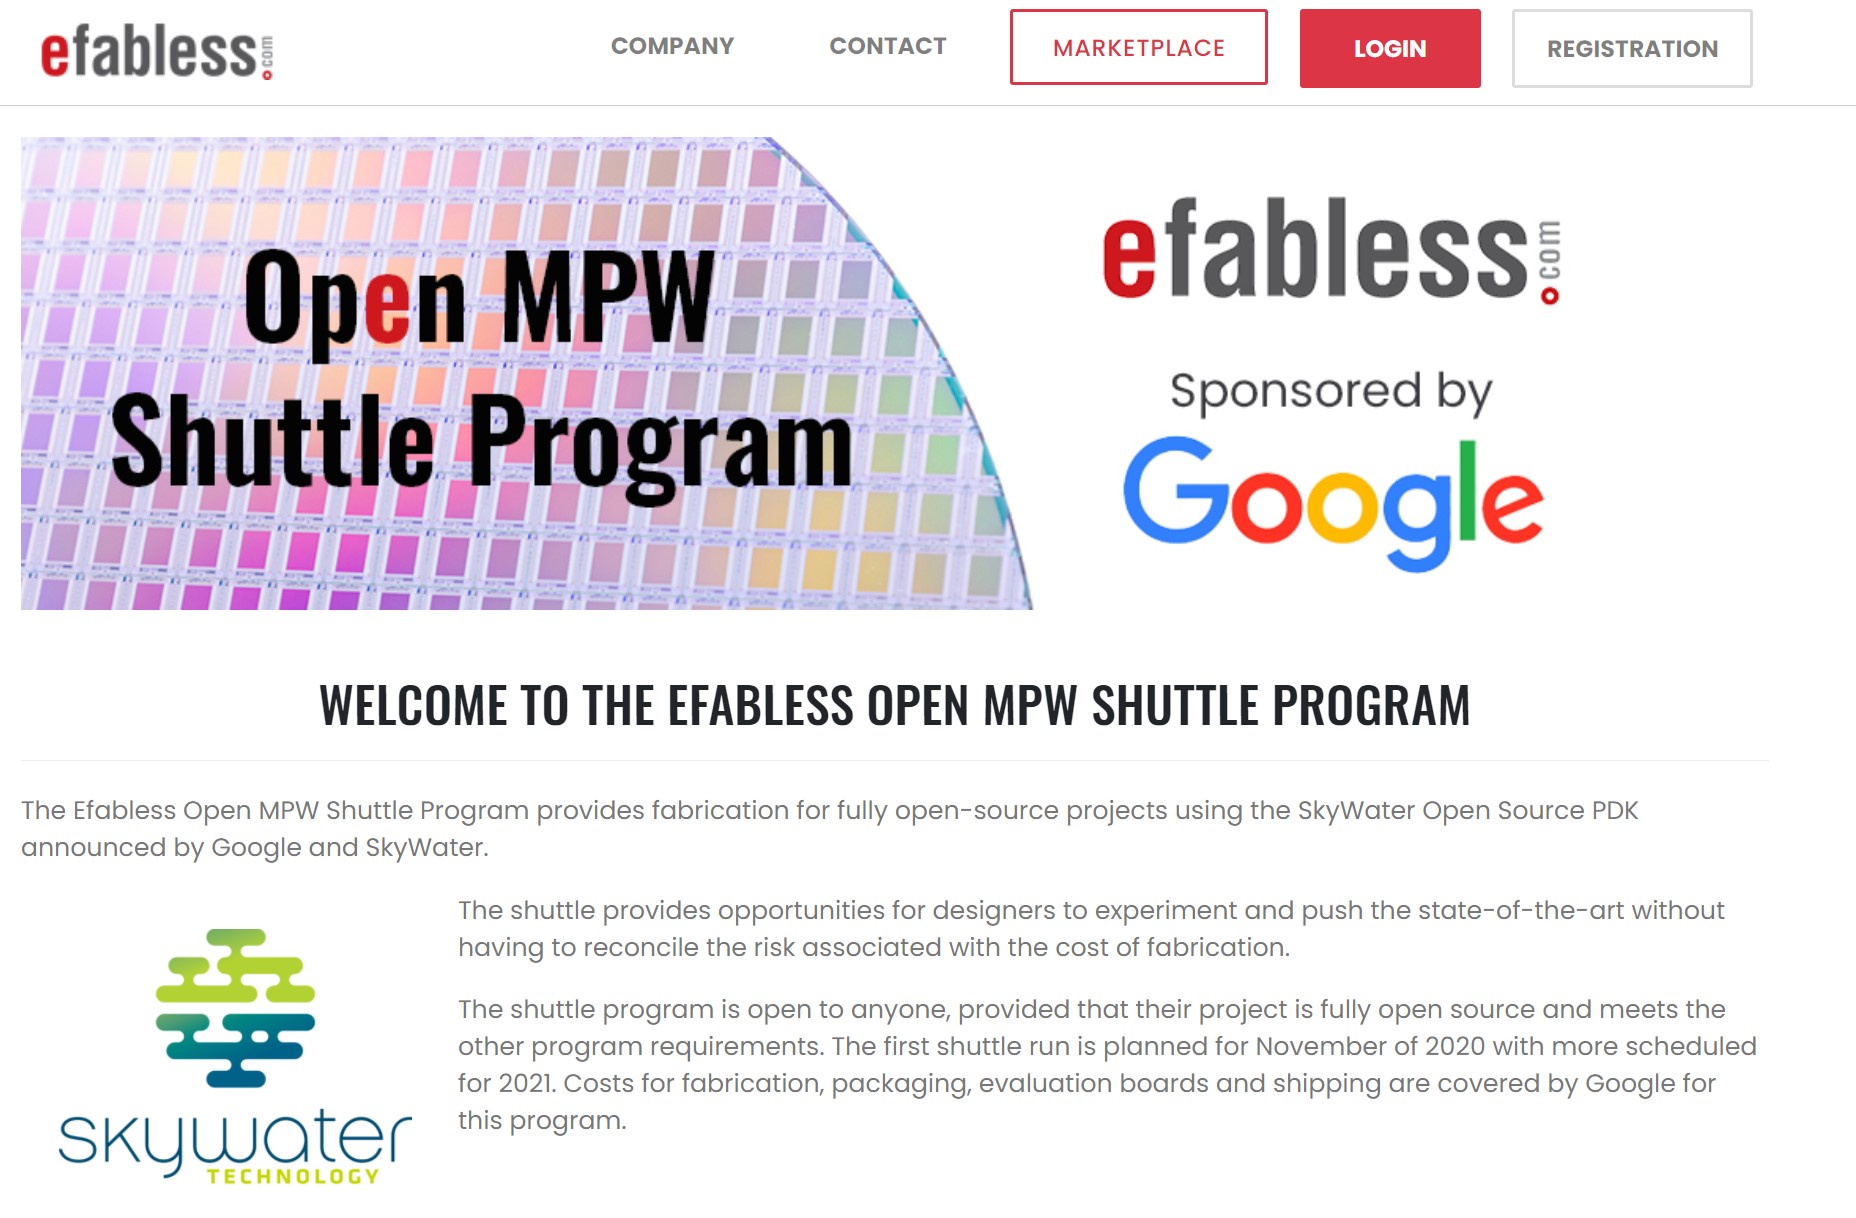 efabless.com
COMPANY
CONTACT
MARKETPLACE
LOGIN
REGISTRATION
Open MPW
Shuttle Program
efabless.com
Sponsored by
Google
WELCOME TO THE EFABLESS OPEN MPW SHUTTLE PROGRAM
The Efabless Open MPW Shuttle Program provides fabrication for fully open-source projects using the SkyWater Open Source PDK
announced by Google and SkyWater.
The shuttle provides opportunities for designers to experiment and push the state-of-the-art without
having to reconcile the risk associated with the cost of fabrication.
The shuttle program is open to anyone, provided that their project is fully open source and meets the
other program requirements. The first shuttle run is planned for November of 2020 with more scheduled
for 2021. Costs for fabrication, packaging, evaluation boards and shipping are covered by Google for
this program.
skywater
TECHNOLOGY